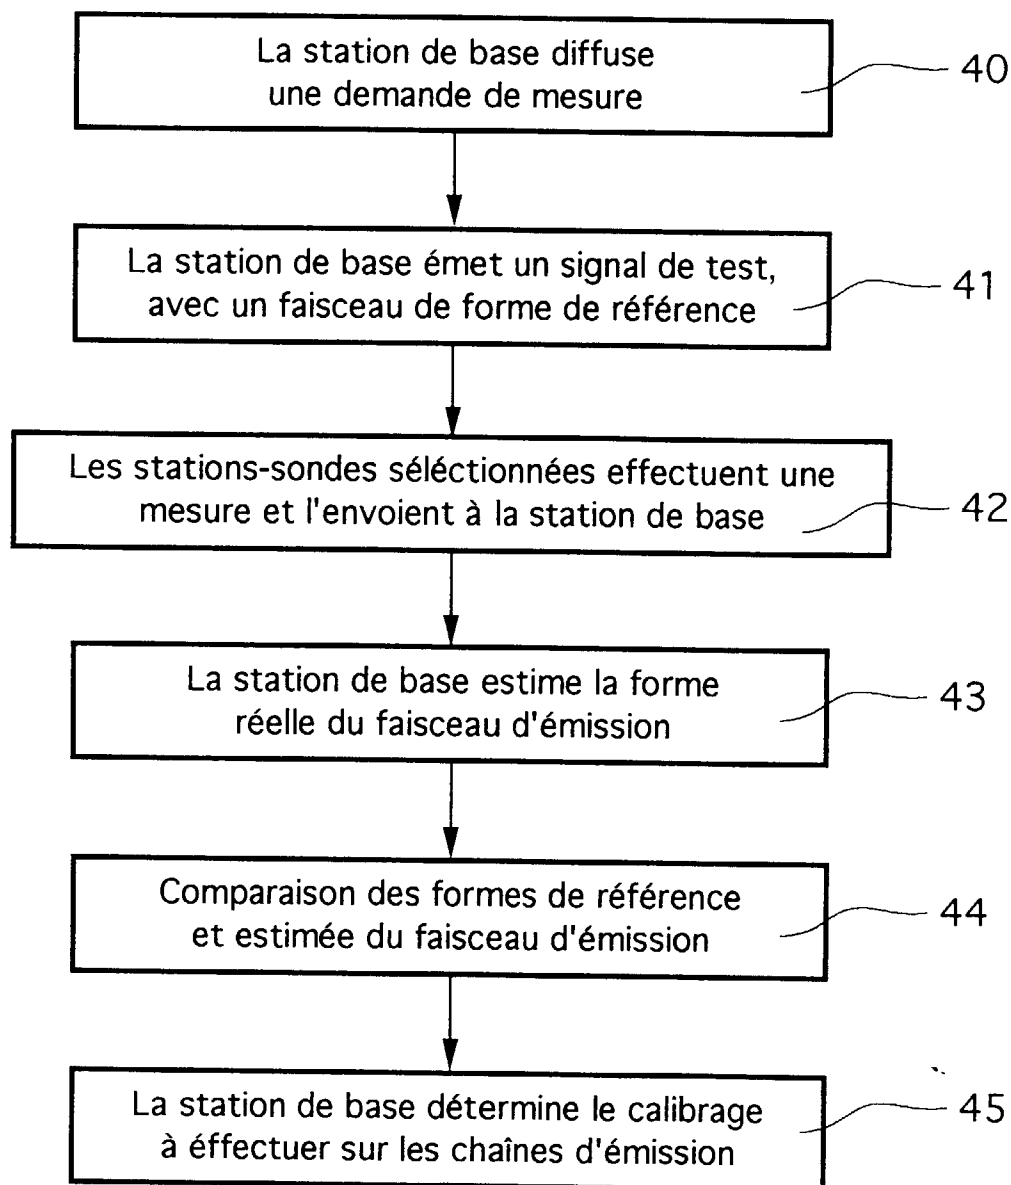 La station de base diffuse
une demande de mesure
40
La station de base émet un signal de test,
avec un faisceau de forme de référence
41
Les stations-sondes séléctionnées effectuent une
mesure et l'envoient à la station de base
42
La station de base estime la forme
réelle du faisceau d'émission
43
Comparaison des formes de référence
et estimée du faisceau d'émission
44
La station de base détermine le calibrage
à éffectuer sur les chaînes d'émission
45